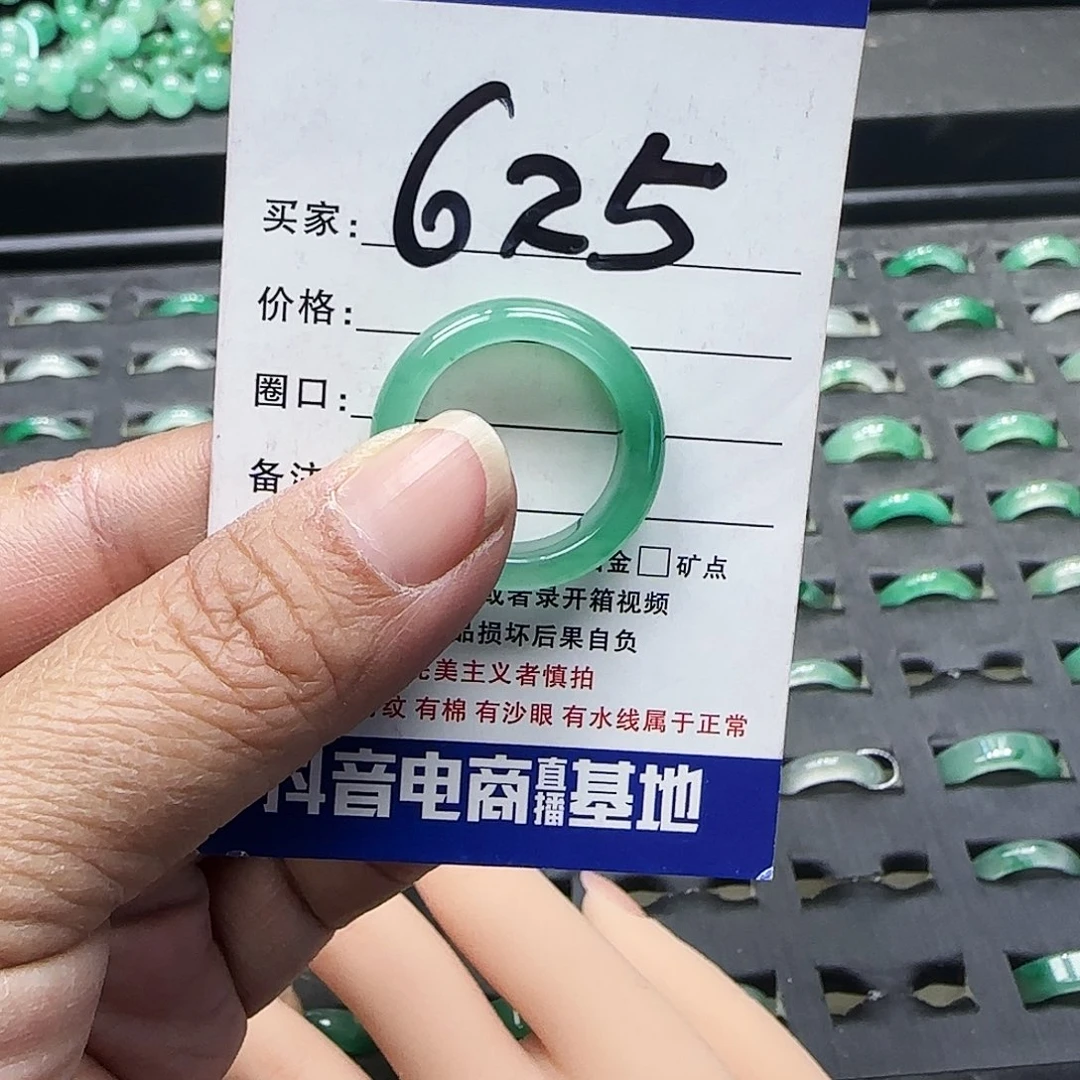 买家: 625
价格:
圈口:
备注
金□矿点
或者录开箱视频
品损坏后果自负
完美主义者慎拍
纹 有棉 有沙眼 有水线属于正常
抖音电商直播基地